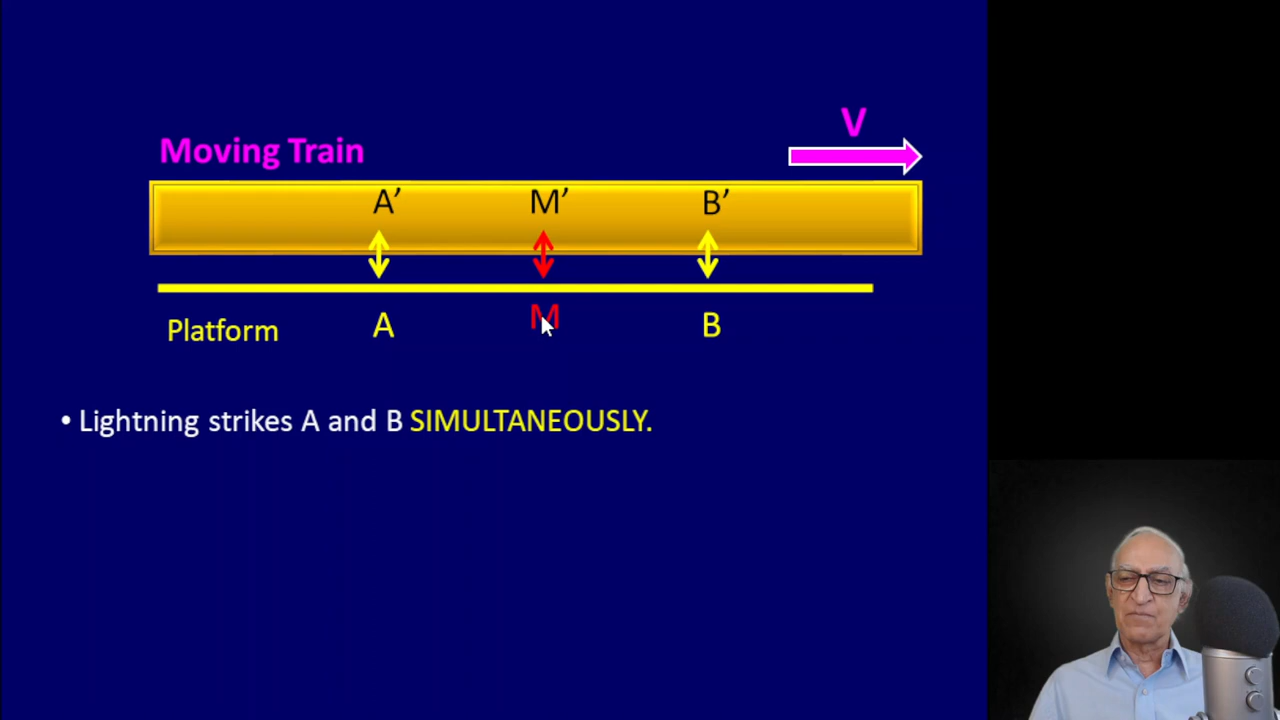 V
Moving Train
A’ M’ B’
Platform A M B
• Lightning strikes A and B SIMULTANEOUSLY.